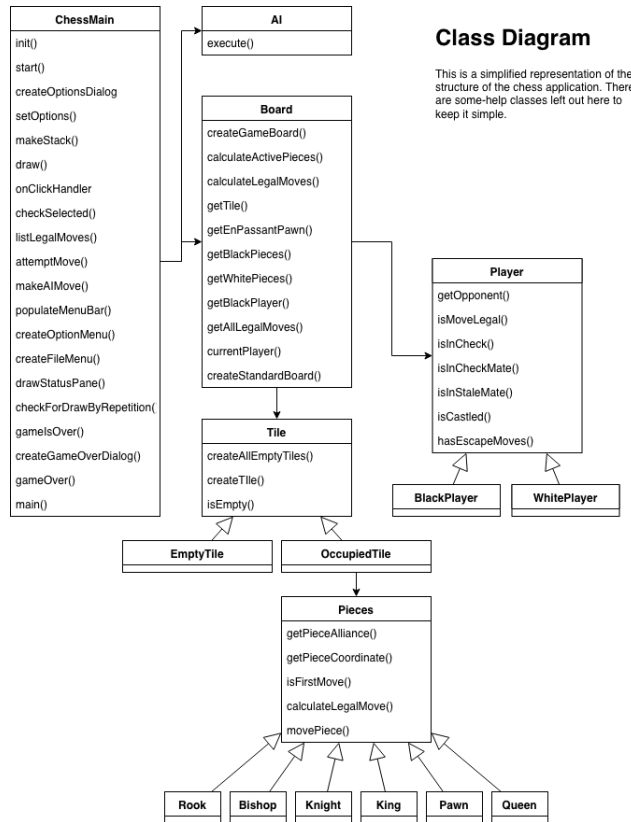 ChessMain
init()
start()
createOptionsDialog
setOptions()
makeStack()
draw()
onClickHandler
checkSelected()
listLegalMoves()
attemptMove()
makeAIMove()
populateMenuBar()
createOptionMenu()
createFileMenu()
drawStatusPane()
checkForDrawByRepetition(
gameIsOver()
createGameOverDialog()
gameOver()
main()
AI
execute()
Class Diagram
This is a simplified representation of the
structure of the chess application. There
are some-help classes left out here to
keep it simple.
Board
createGameBoard()
calculateActivePieces()
calculateLegalMoves()
getTile()
getEnPassantPawn()
getBlackPieces()
getWhitePieces()
getBlackPlayer()
getAllLegalMoves()
currentPlayer()
createStandardBoard()
Player
getOpponent()
isMoveLegal()
isInCheck()
isInCheckMate()
isInStaleMate()
isCastled()
hasEscapeMoves()
Tile
createAllEmptyTiles()
createTIle()
isEmpty()
BlackPlayer
WhitePlayer
EmptyTile
OccupiedTile
Pieces
getPieceAlliance()
getPieceCoordinate()
isFirstMove()
calculateLegalMove()
movePiece()
Rook
Bishop
Knight
King
Pawn
Queen